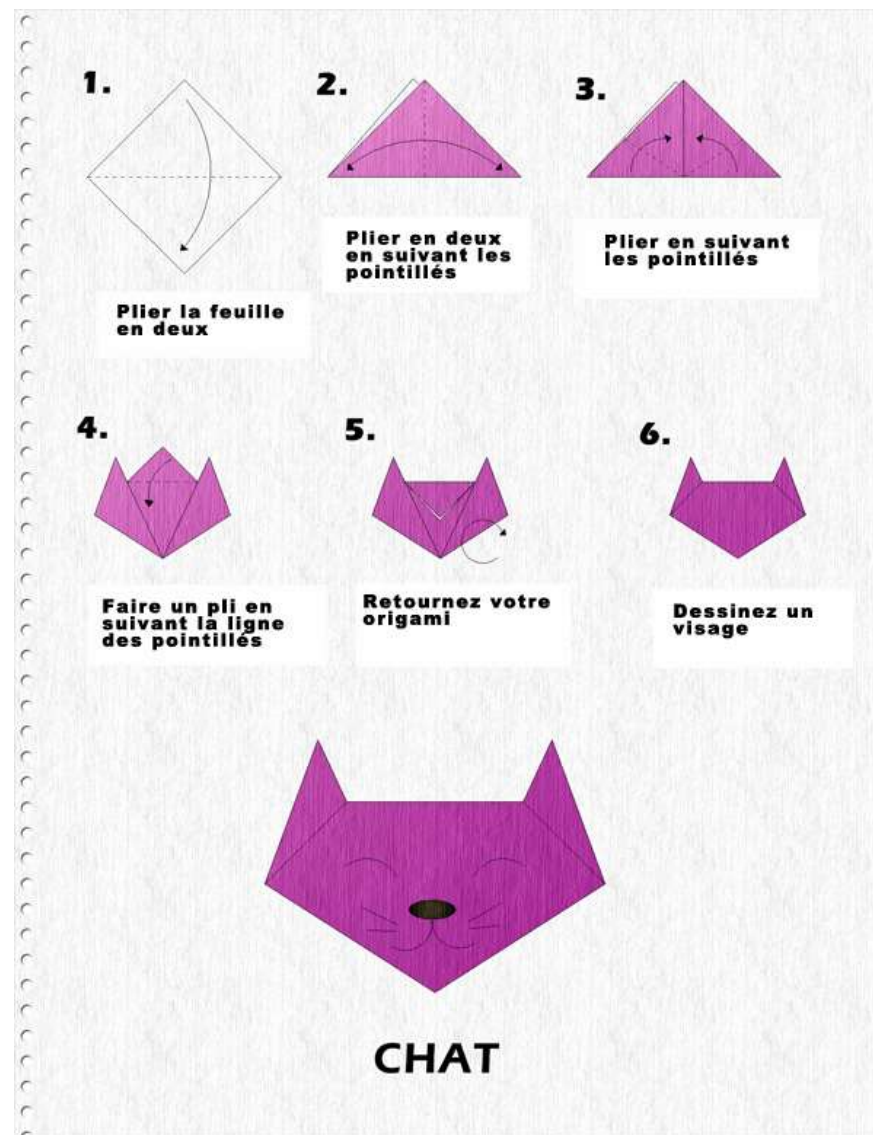 1.
Plier la feuille
en deux
2.
Plier en deux
en suivant les
pointillés
3.
Plier en suivant
les pointillés
4.
Faire un pli en
suivant la ligne
des pointillés
5.
Retournez votre
origami
6.
Dessinez un
visage
CHAT